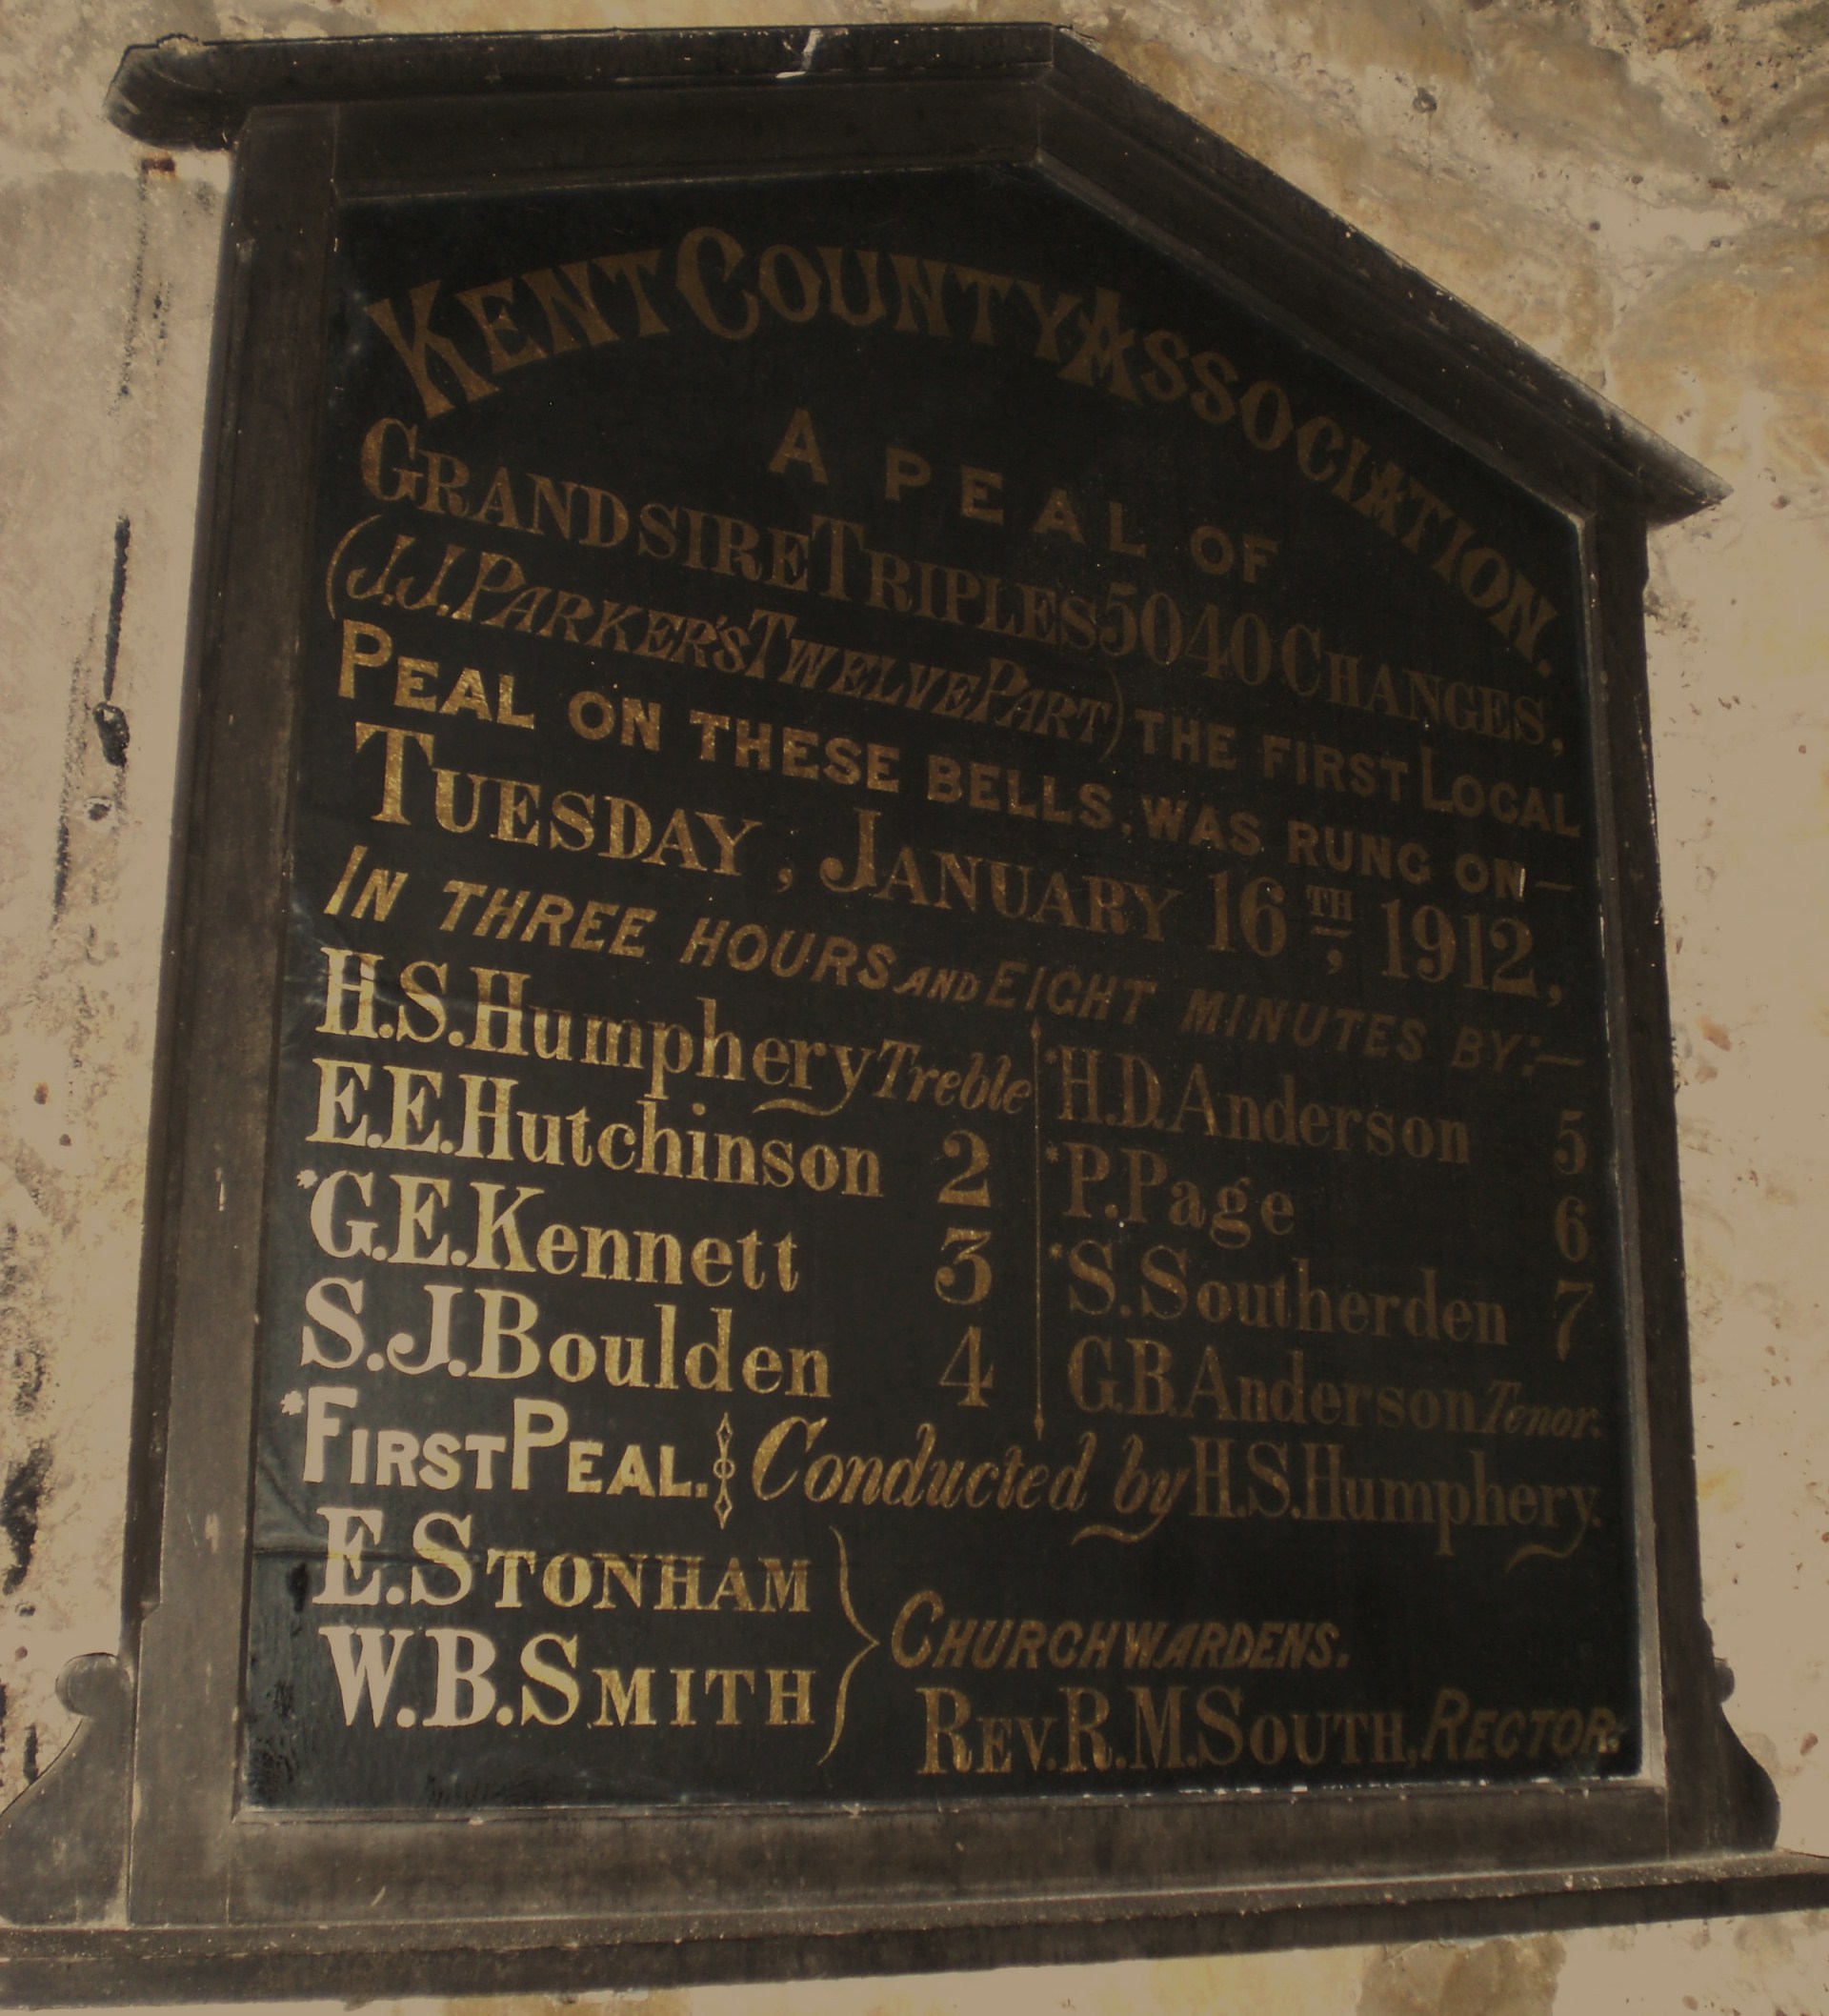 KENT COUNTY ASSOCIATION.
A PEAL OF
GRANDSIRE TRIPLES 5040 CHANGES,
(J.J. PARKER'S TWELVE PART) THE FIRST LOCAL
PEAL ON THESE BELLS, WAS RUNG ON —
TUESDAY, JANUARY 16TH, 1912,
IN THREE HOURS AND EIGHT MINUTES BY:—
H.S. Humphery Treble *H.D. Anderson 5
E.E. Hutchinson 2 *P. Page 6
*G.E. Kennett 3 *S. Southerden 7
S.J. Boulden 4 G.B. Anderson Tenor.
*FIRST PEAL. Conducted by H.S. Humphery.
E. STONHAM
W.B. SMITH } CHURCHWARDENS.
REV. R.M. SOUTH, RECTOR.